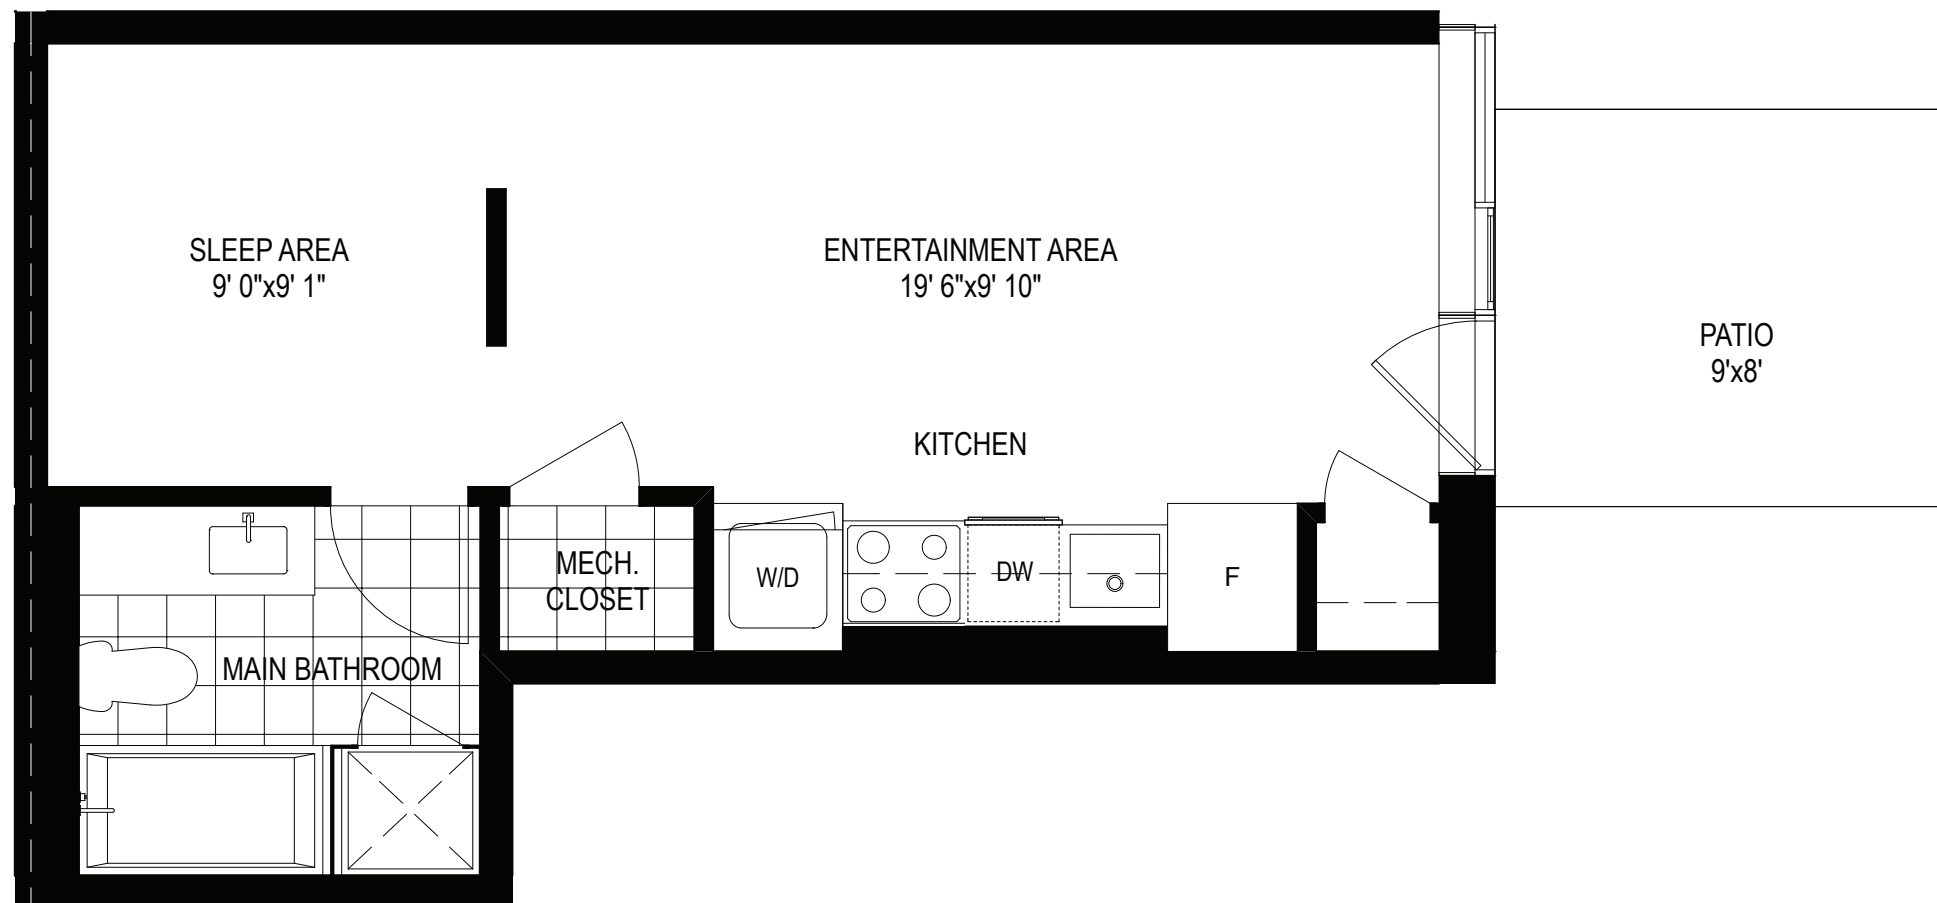 SLEEP AREA
9' 0"x9' 1"
ENTERTAINMENT AREA
19' 6"x9' 10"
PATIO
9'x8'
KITCHEN
MECH.
CLOSET
W/D
DW
F
MAIN BATHROOM